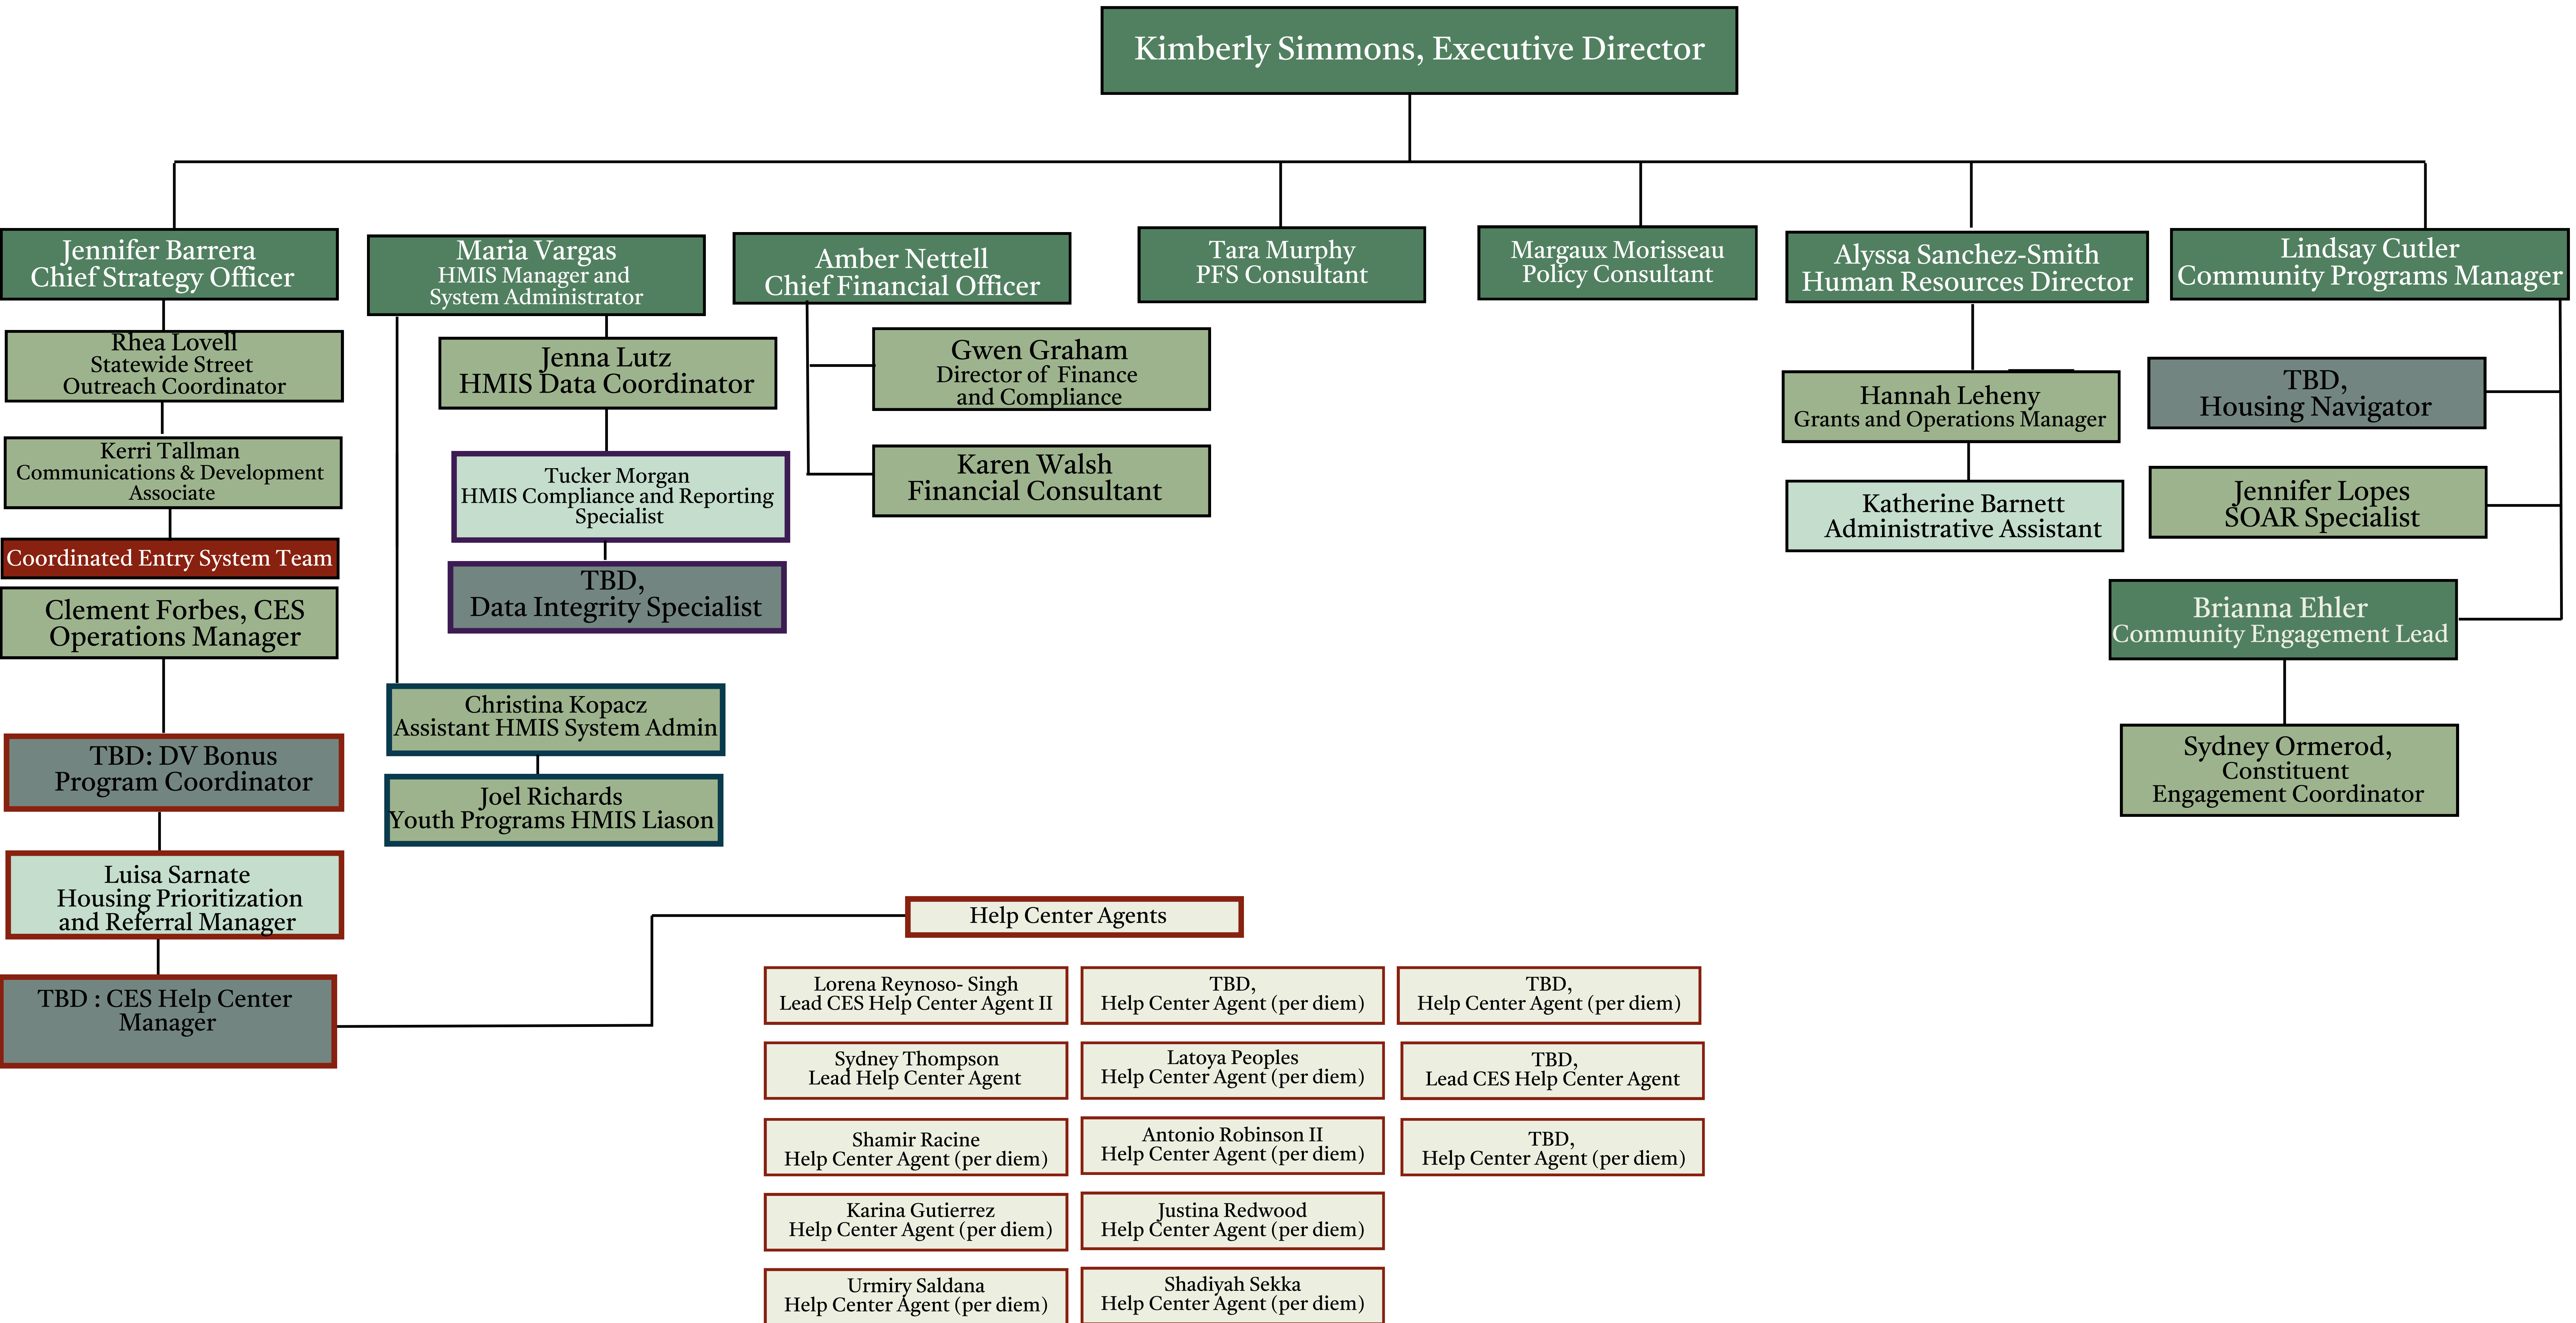 Kimberly Simmons, Executive Director
Jennifer Barrera
Chief Strategy Officer
Rhea Lovell
Statewide Street
Outreach Coordinator
Kerri Tallman
Communications & Development
Associate
Coordinated Entry System Team
Clement Forbes, CES
Operations Manager
TBD: DV Bonus
Program Coordinator
Luisa Sarnate
Housing Prioritization
and Referral Manager
TBD : CES Help Center
Manager
Maria Vargas
HMIS Manager and
System Administrator
Jenna Lutz
HMIS Data Coordinator
Tucker Morgan
HMIS Compliance and Reporting
Specialist
TBD,
Data Integrity Specialist
Christina Kopacz
Assistant HMIS System Admin
Joel Richards
Youth Programs HMIS Liason
Amber Nettell
Chief Financial Officer
Gwen Graham
Director of Finance
and Compliance
Karen Walsh
Financial Consultant
Tara Murphy
PFS Consultant
Margaux Morisseau
Policy Consultant
Alyssa Sanchez-Smith
Human Resources Director
Hannah Leheny
Grants and Operations Manager
Katherine Barnett
Administrative Assistant
Lindsay Cutler
Community Programs Manager
TBD,
Housing Navigator
Jennifer Lopes
SOAR Specialist
Brianna Ehler
Community Engagement Lead
Sydney Ormerod,
Constituent
Engagement Coordinator
Help Center Agents
Lorena Reynoso- Singh
Lead CES Help Center Agent II
TBD,
Help Center Agent (per diem)
TBD,
Help Center Agent (per diem)
Sydney Thompson
Lead Help Center Agent
Latoya Peoples
Help Center Agent (per diem)
TBD,
Lead CES Help Center Agent
Shamir Racine
Help Center Agent (per diem)
Antonio Robinson II
Help Center Agent (per diem)
TBD,
Help Center Agent (per diem)
Karina Gutierrez
Help Center Agent (per diem)
Justina Redwood
Help Center Agent (per diem)
Urmiry Saldana
Help Center Agent (per diem)
Shadiyah Sekka
Help Center Agent (per diem)